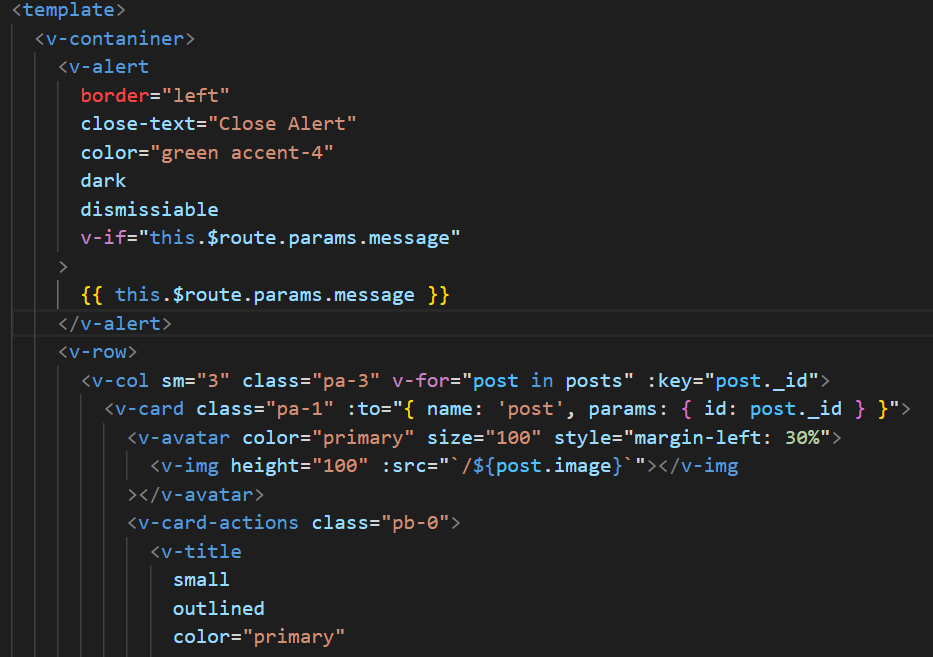 <template>
<v-contaniner>
<v-alert
border="left"
close-text="Close Alert"
color="green accent-4"
dark
dismissiable
v-if="this.$route.params.message"
>
{{ this.$route.params.message }}
</v-alert>
<v-row>
<v-col sm="3" class="pa-3" v-for="post in posts" :key="post._id">
<v-card class="pa-1" :to="{ name: 'post', params: { id: post._id } }">
<v-avatar color="primary" size="100" style="margin-left: 30%">
<v-img height="100" :src="`/${post.image}`"></v-img
></v-avatar>
<v-card-actions class="pb-0">
<v-title
small
outlined
color="primary"